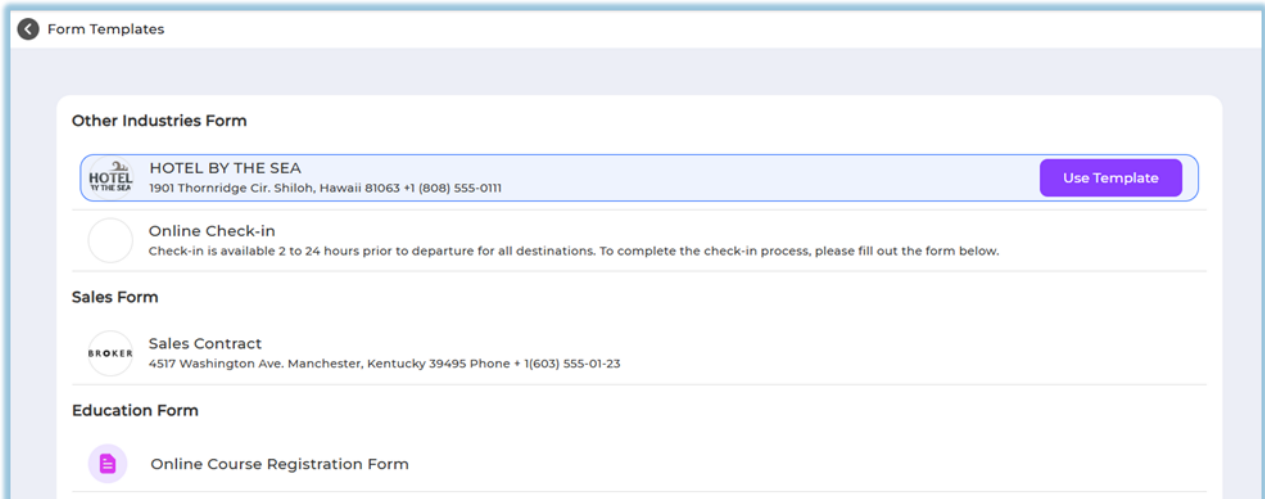 Form Templates
Other Industries Form
HOTEL
BY THE SEA
HOTEL BY THE SEA
1901 Thornridge Cir. Shiloh, Hawaii 81063 +1 (808) 555-0111
Use Template
Online Check-in
Check-in is available 2 to 24 hours prior to departure for all destinations. To complete the check-in process, please fill out the form below.
Sales Form
BROKER
Sales Contract
4517 Washington Ave. Manchester, Kentucky 39495 Phone + 1(603) 555-01-23
Education Form
Online Course Registration Form